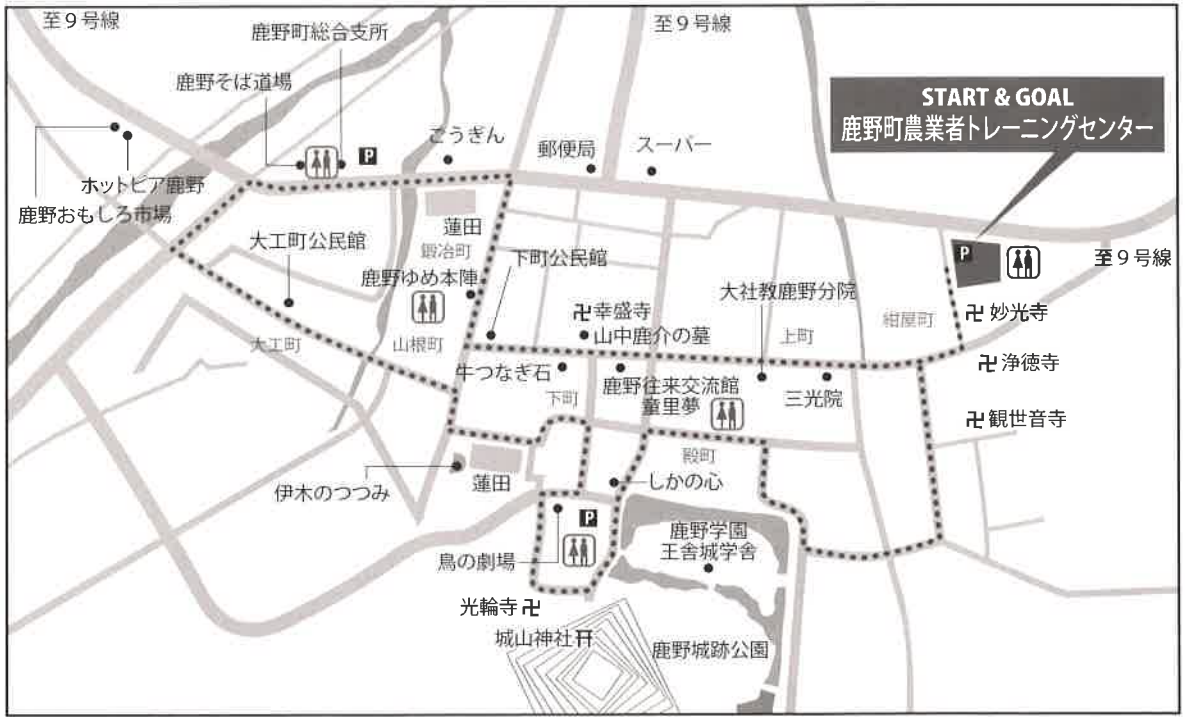 至9号線
鹿野町総合支所
至9号線
鹿野そば道場
P
START & GOAL
鹿野町農業者トレーニングセンター
ごうぎん
郵便局
スーパー
ホットピア鹿野
鹿野おもしろ市場
大工町公民館
蓮田
鍛冶町
鹿野ゆめ本陣
下町公民館
P
至9号線
大社教鹿野分院
卍幸盛寺
山中鹿介の墓
上町
紺屋町
卍妙光寺
大工町
山根町
牛つなぎ石
下町
鹿野往来交流館
童里夢
三光院
卍浄徳寺
卍観世音寺
殿町
伊木のつつみ
蓮田
しかの心
P
鹿野学園
王舎城学舎
鳥の劇場
光輪寺卍
城山神社
鹿野城跡公園